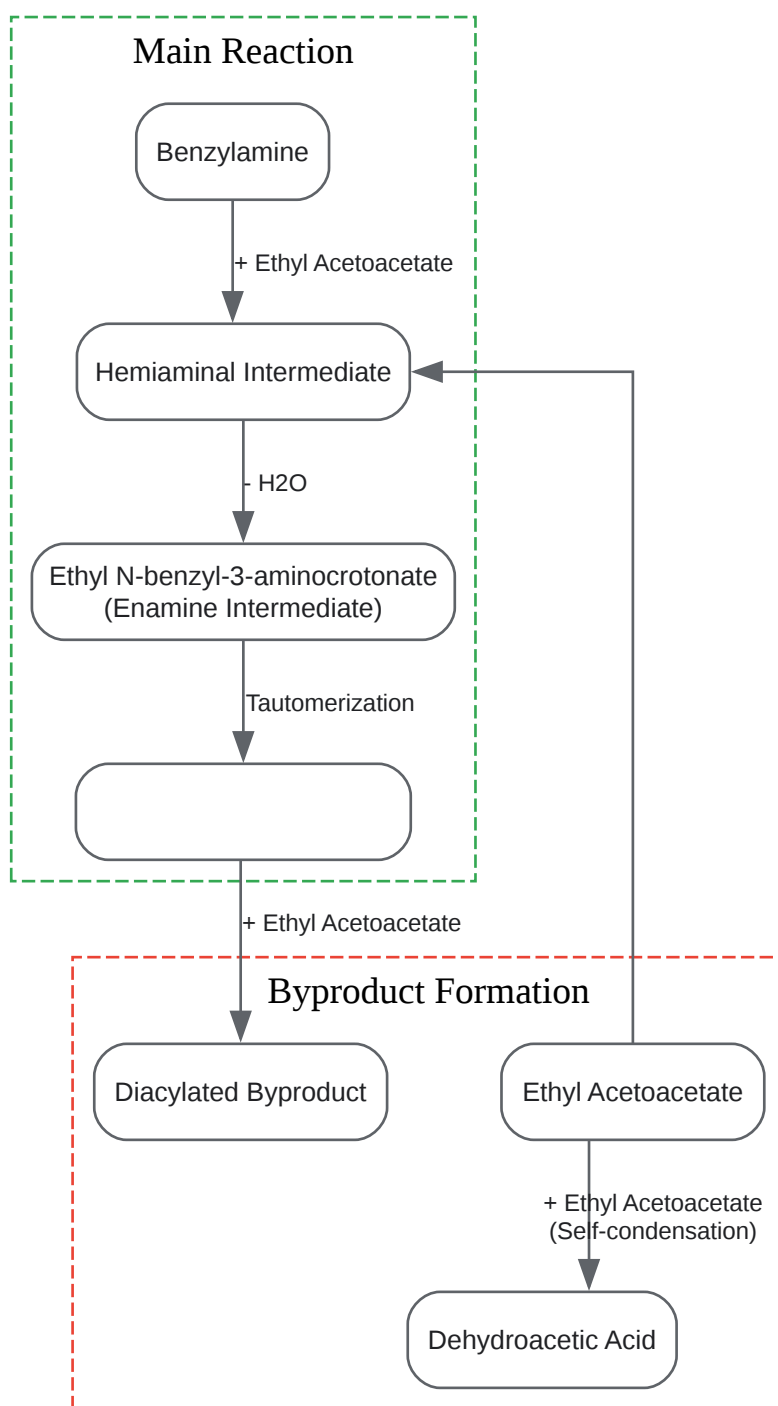 Main Reaction
Benzylamine
+ Ethyl Acetoacetate
Hemiaminal Intermediate
- H2O
Ethyl N-benzyl-3-aminocrotonate
(Enamine Intermediate)
Tautomerization
+ Ethyl Acetoacetate
Byproduct Formation
Diacylated Byproduct
Ethyl Acetoacetate
+ Ethyl Acetoacetate
(Self-condensation)
Dehydroacetic Acid